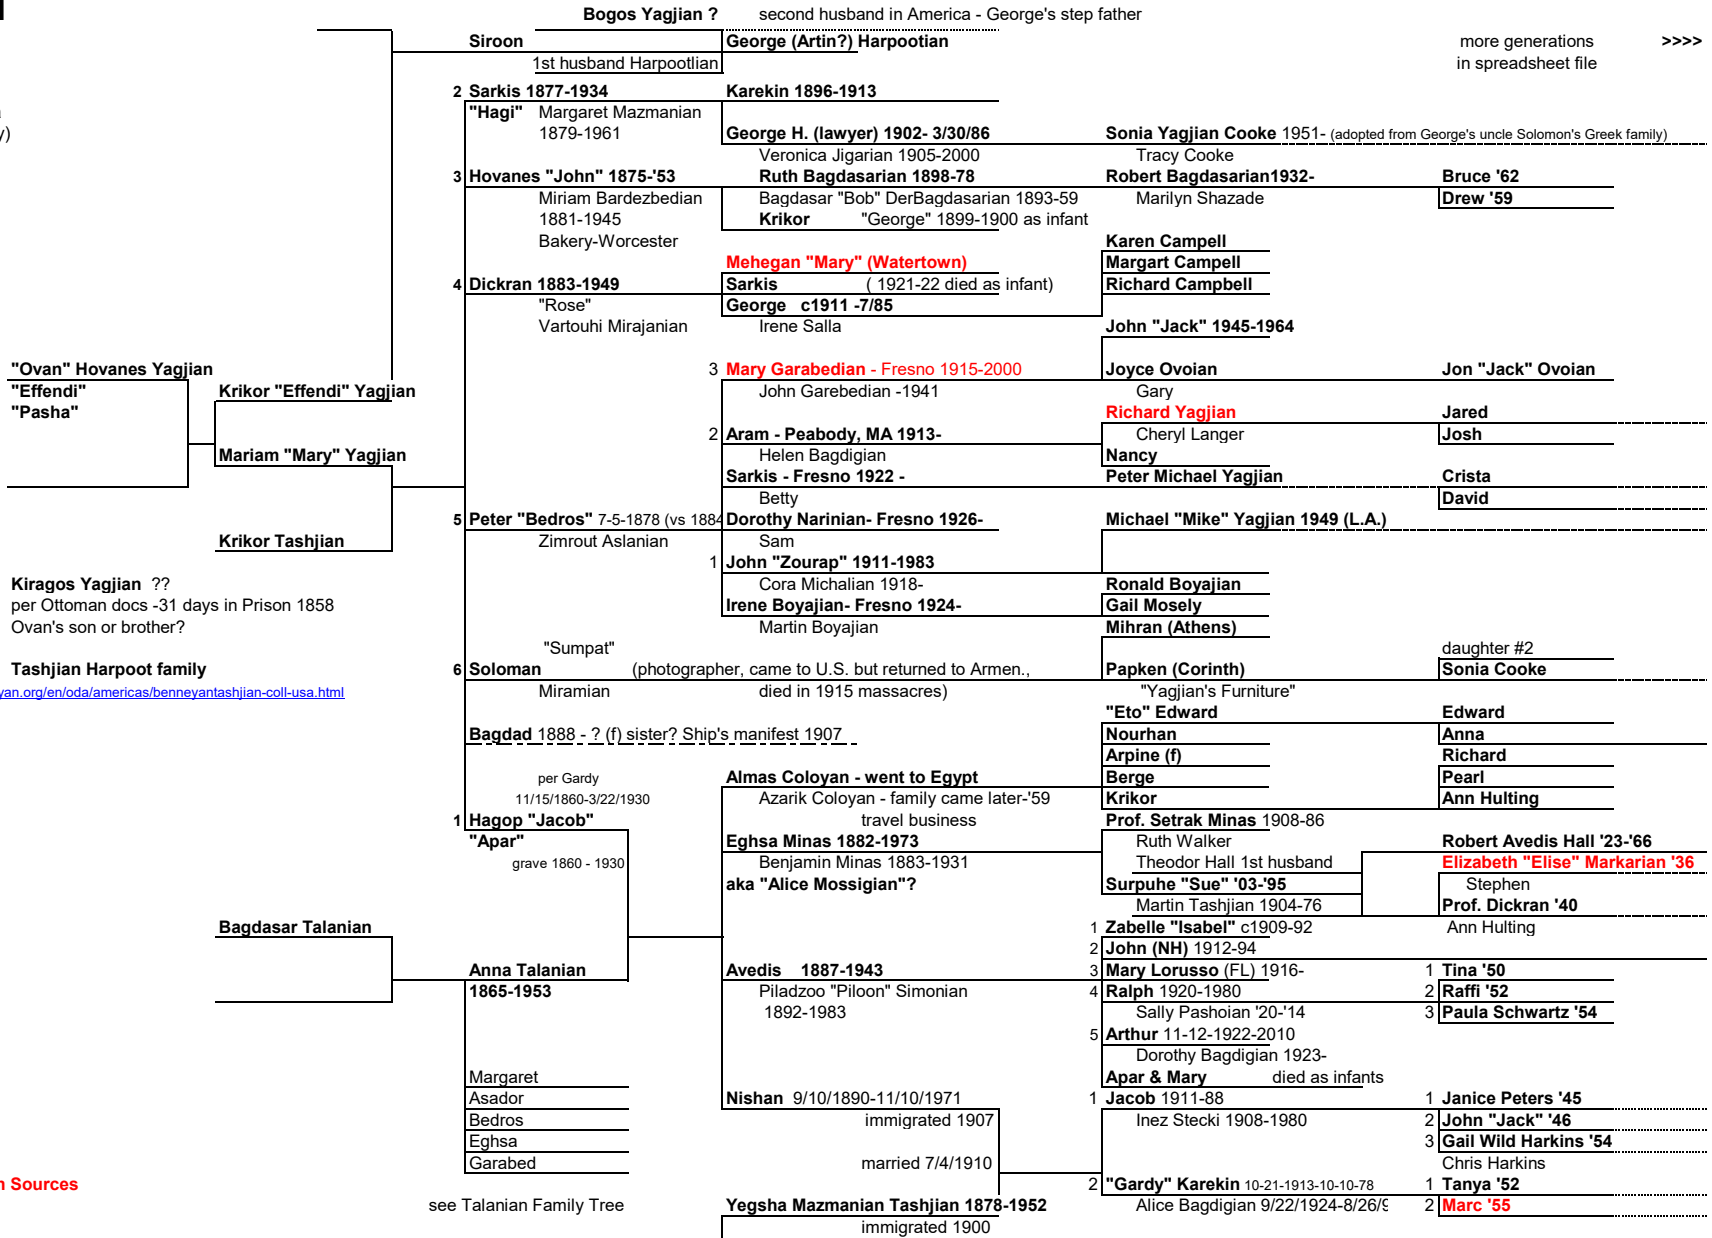 Bogos Yagjian ? second husband in America - George's step father
Siroon George (Artin?) Harpootian more generations >>>>
1st husband Harpootlian in spreadsheet file
2 Sarkis 1877-1934 Karekin 1896-1913
"Hagi" Margaret Mazmanian
y) 1879-1961 George H. (lawyer) 1902- 3/30/86 Sonia Yagjian Cooke 1951- (adopted from George's uncle Solomon's Greek family)
Veronica Jigarian 1905-2000 Tracy Cooke
3 Hovanes "John" 1875-'53 Ruth Bagdasarian 1898-78 Robert Bagdasarian1932- Bruce '62
Miriam Bardezbedian Bagdasar "Bob" DerBagdasarian 1893-59 Marilyn Shazade Drew '59
1881-1945 Krikor "George" 1899-1900 as infant
Bakery-Worcester Karen Campell
Mehegan "Mary" (Watertown) Margart Campell
4 Dickran 1883-1949 Sarkis ( 1921-22 died as infant) Richard Campbell
"Rose" George c1911 -7/85
Vartouhi Mirajanian Irene Salla John "Jack" 1945-1964
"Ovan" Hovanes Yagjian 3 Mary Garabedian - Fresno 1915-2000 Joyce Ovoian Jon "Jack" Ovoian
"Effendi" Krikor "Effendi" Yagjian John Garebedian -1941 Gary
"Pasha" Richard Yagjian Jared
2 Aram - Peabody, MA 1913- Cheryl Langer Josh
Mariam "Mary" Yagjian Helen Bagdigian Nancy
Sarkis - Fresno 1922 - Peter Michael Yagjian Crista
Betty David
5 Peter "Bedros" 7-5-1878 (vs 1884 Dorothy Narinian- Fresno 1926- Michael "Mike" Yagjian 1949 (L.A.)
Krikor Tashjian Zimrout Aslanian Sam
1 John "Zourap" 1911-1983
Kiragos Yagjian ?? Cora Michalian 1918- Ronald Boyajian
per Ottoman docs -31 days in Prison 1858 Irene Boyajian- Fresno 1924- Gail Mosely
Ovan's son or brother? Martin Boyajian Mihran (Athens)
"Sumpat" daughter #2
Tashjian Harpoot family 6 Soloman (photographer, came to U.S. but returned to Armen., Papken (Corinth) Sonia Cooke
yan.org/en/oda/americas/benneyantashjian-coll-usa.html Miramian died in 1915 massacres) "Yagjian's Furniture"
"Eto" Edward Edward
Bagdad 1888 - ? (f) sister? Ship's manifest 1907 Nourhan Anna
Arpine (f) Richard
per Gardy Almas Coloyan - went to Egypt Berge Pearl
11/15/1860-3/22/1930 Azarik Coloyan - family came later-'59 Krikor Ann Hulting
1 Hagop "Jacob" travel business Prof. Setrak Minas 1908-86
"Apar" Eghsa Minas 1882-1973 Ruth Walker Robert Avedis Hall '23-'66
grave 1860 - 1930 Benjamin Minas 1883-1931 Theodor Hall 1st husband Elizabeth "Elise" Markarian '36
aka "Alice Mossigian"? Surpuhe "Sue" '03-'95 Stephen
Martin Tashjian 1904-76 Prof. Dickran '40
Bagdasar Talanian 1 Zabelle "Isabel" c1909-92 Ann Hulting
2 John (NH) 1912-94
Anna Talanian Avedis 1887-1943 3 Mary Lorusso (FL) 1916- 1 Tina '50
1865-1953 Piladzoo "Piloon" Simonian 4 Ralph 1920-1980 2 Raffi '52
1892-1983 Sally Pashoian '20-'14 3 Paula Schwartz '54
5 Arthur 11-12-1922-2010
Dorothy Bagdigian 1923-
Margaret Apar & Mary died as infants
Asador Nishan 9/10/1890-11/10/1971 1 Jacob 1911-88 1 Janice Peters '45
Bedros immigrated 1907 Inez Stecki 1908-1980 2 John "Jack" '46
Eghsa 3 Gail Wild Harkins '54
Garabed married 7/4/1910 Chris Harkins
n Sources 2 "Gardy" Karekin 10-21-1913-10-10-78 1 Tanya '52
see Talanian Family Tree Yegsha Mazmanian Tashjian 1878-1952 Alice Bagdigian 9/22/1924-8/26/9 2 Marc '55
immigrated 1900